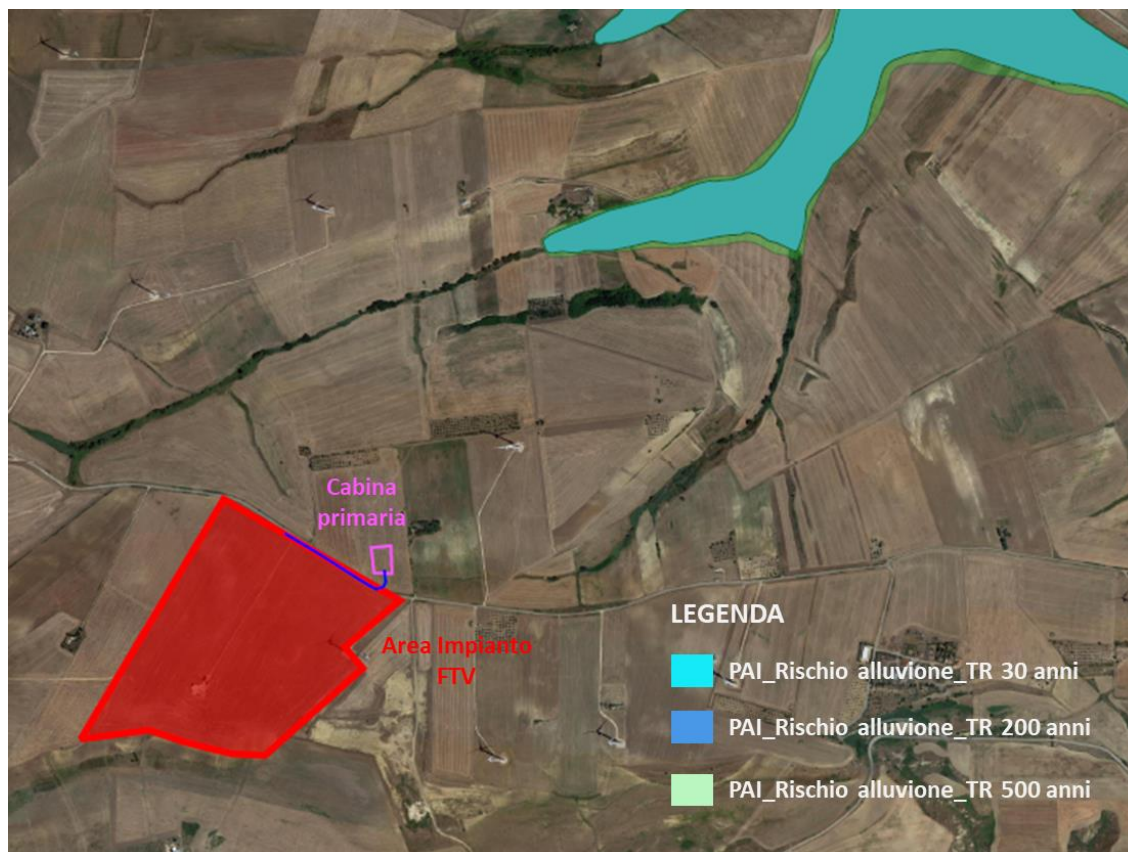 Cabina
primaria
Area Impianto
FTV
LEGENDA
PAI_Rischio alluvione_TR 30 anni
PAI_Rischio alluvione_TR 200 anni
PAI_Rischio alluvione_TR 500 anni